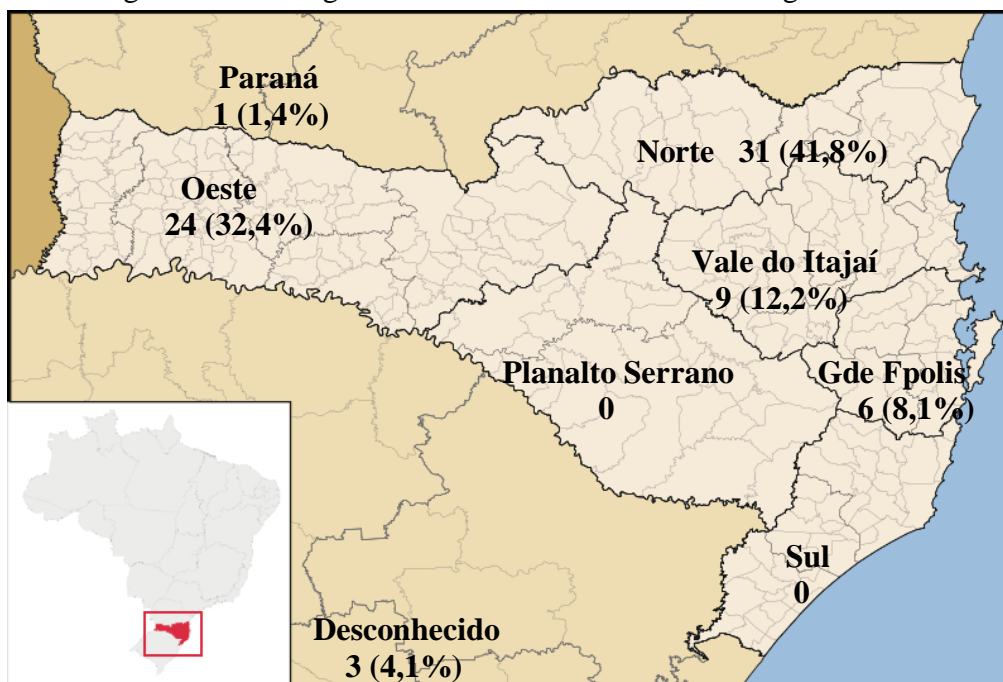 Paraná
1 (1,4%)
Norte 31 (41,8%)
Oeste
24 (32,4%)
Vale do Itajaí
9 (12,2%)
Planalto Serrano
0
Gde Fpolis
6 (8,1%)
Sul
0
Desconhecido
3 (4,1%)